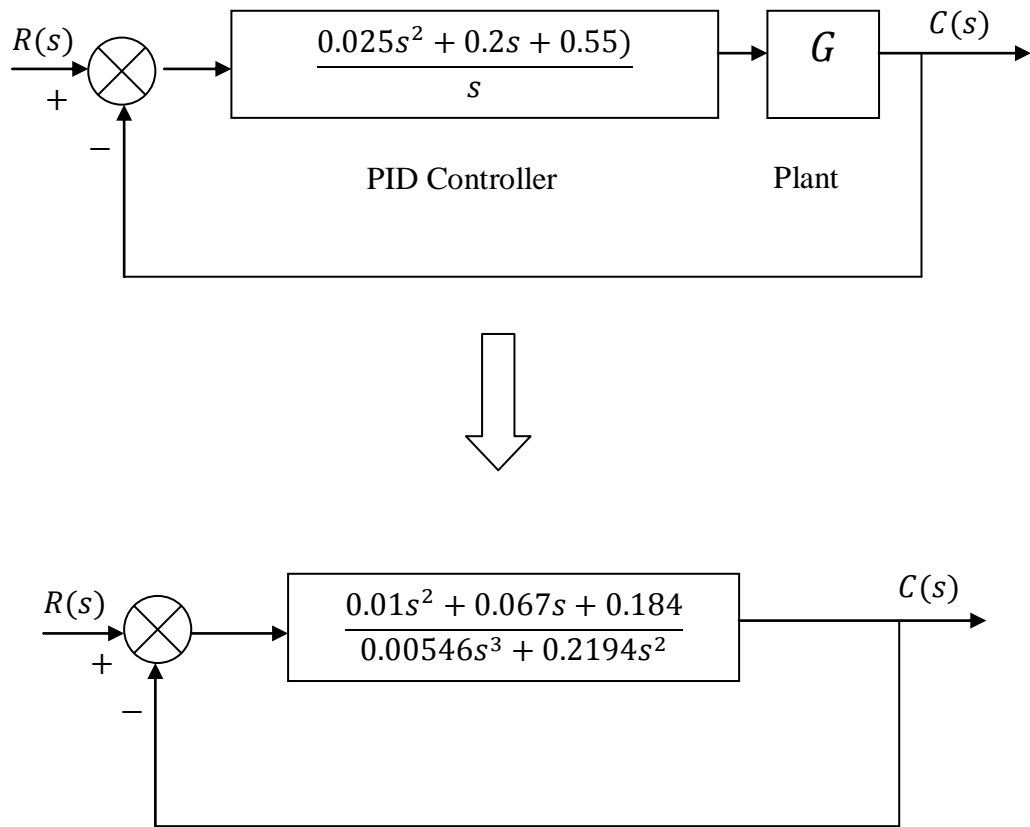 R(s)
+
−
0.025s² + 0.2s + 0.55)
s
G
C(s)
PID Controller
Plant
R(s)
+
−
0.01s² + 0.067s + 0.184
0.00546s³ + 0.2194s²
C(s)